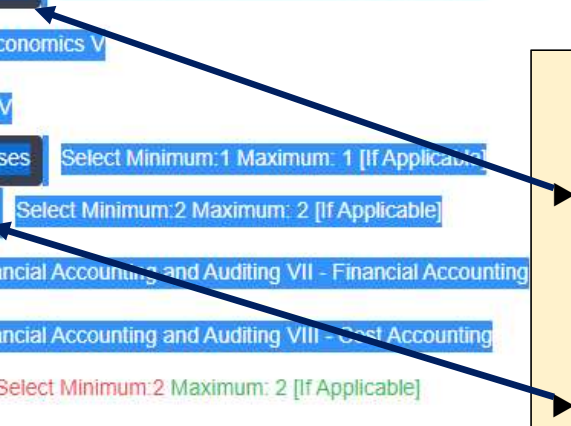 conomics V
V
ses Select Minimum:1 Maximum: 1 [If Applicable]
Select Minimum:2 Maximum: 2 [If Applicable]
ancial Accounting and Auditing VII - Financial Accounting
ancial Accounting and Auditing VIII - Cost Accounting
Select Minimum:2 Maximum: 2 [If Applicable]